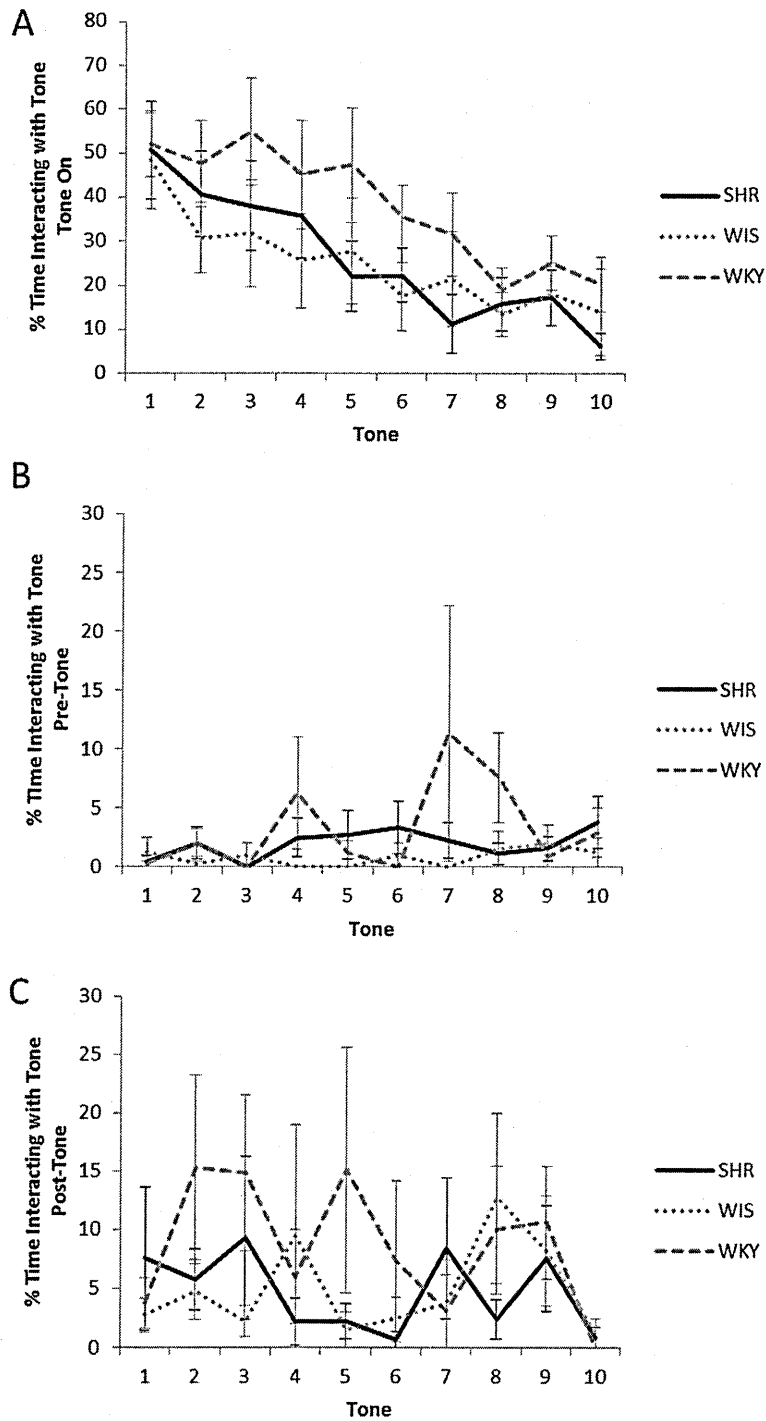 A
% Time Interacting with Tone
Tone On
80
70
60
50
40
30
20
10
0
1 2 3 4 5 6 7 8 9 10
Tone
SHR
WIS
WKY
B
% Time Interacting with Tone
Pre-Tone
30
25
20
15
10
5
0
1 2 3 4 5 6 7 8 9 10
Tone
SHR
WIS
WKY
C
% Time Interacting with Tone
Post-Tone
30
25
20
15
10
5
0
1 2 3 4 5 6 7 8 9 10
Tone
SHR
WIS
WKY